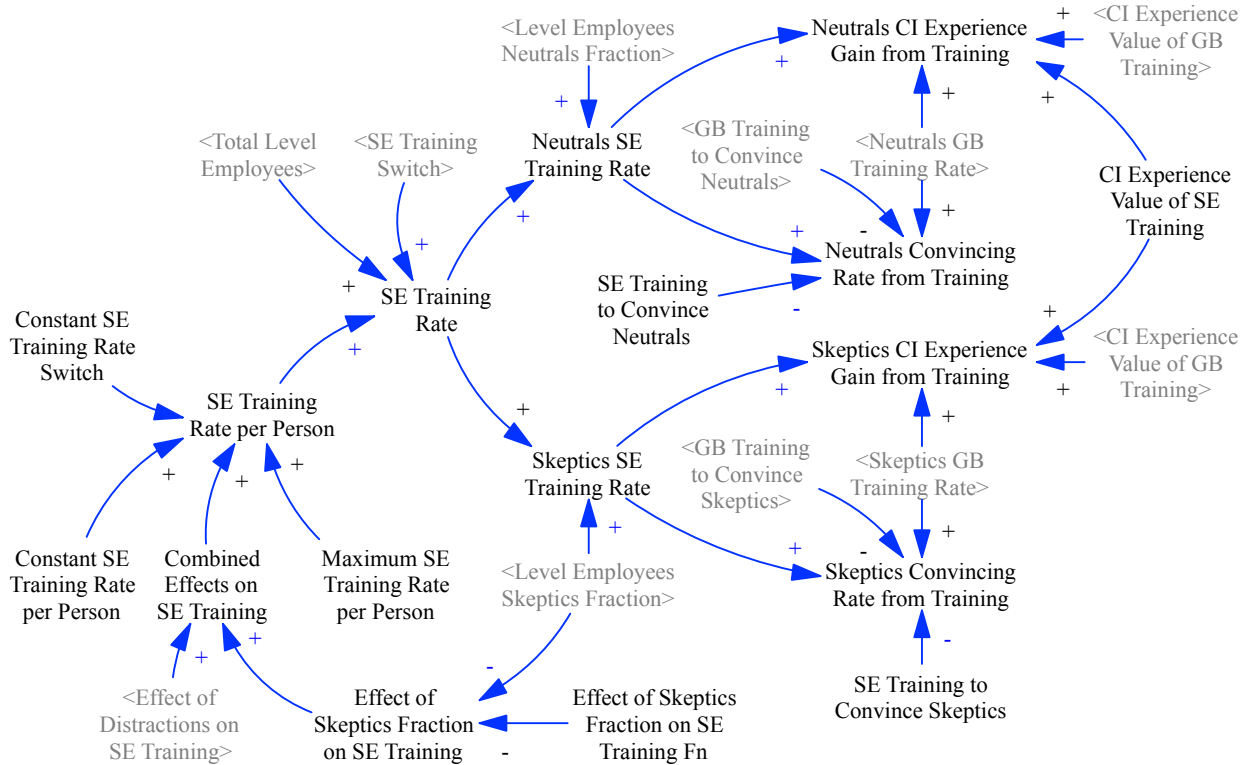 <Level Employees
Neutrals Fraction>
+
Neutrals CI Experience
Gain from Training
+
+
<CI Experience
Value of GB
Training>
+
+
+
<Total Level
Employees>
<SE Training
Switch>
Neutrals SE
Training Rate
<GB Training
to Convince
Neutrals>
<Neutrals GB
Training Rate>
CI Experience
Value of SE
Training
+
+
+
+
-
+
Neutrals Convincing
Rate from Training
SE Training
to Convince
Neutrals
-
SE Training
Rate
+
Constant SE
Training Rate
Switch
+
Skeptics CI Experience
Gain from Training
+
+
<CI Experience
Value of GB
Training>
SE Training
Rate per Person
+
+
+
+
+
Skeptics SE
Training Rate
<GB Training
to Convince
Skeptics>
<Skeptics GB
Training Rate>
+
+
-
+
Constant SE
Training Rate
per Person
Combined
Effects on
SE Training
Maximum SE
Training Rate
per Person
<Level Employees
Skeptics Fraction>
Skeptics Convincing
Rate from Training
+
+
-
-
<Effect of
Distractions on
SE Training>
Effect of
Skeptics Fraction
on SE Training
-
Effect of Skeptics
Fraction on SE
Training Fn
SE Training to
Convince Skeptics